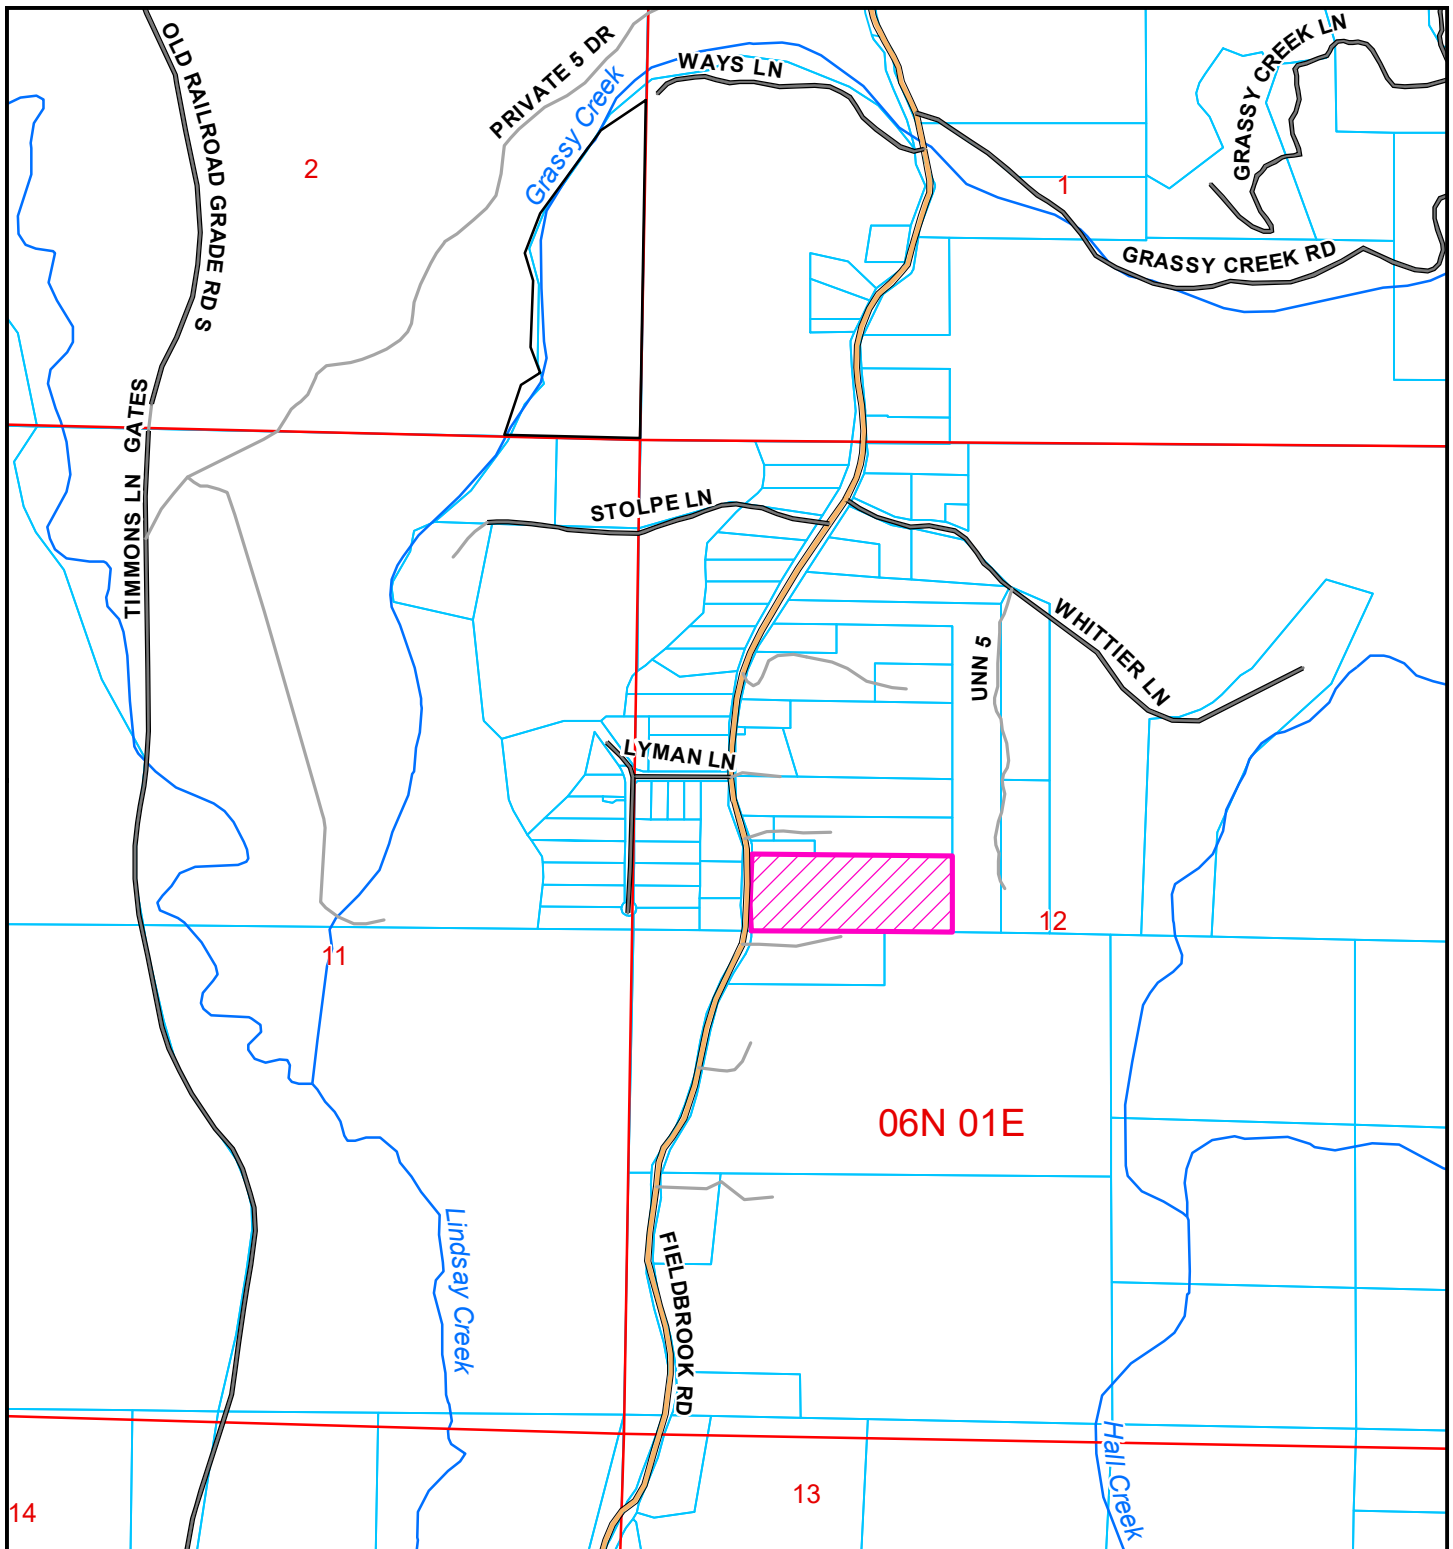 OLD RAILROAD GRADE RD S
PRIVATE 5 DR
Grassy Creek
WAYS LN
GRASSY CREEK LN
2
1
GRASSY CREEK RD
TIMMONS LN GATES
STOLPE LN
WHITTIER LN
UNN 5
LYMAN LN
11
12
06N 01E
Lindsay Creek
FIELDBROOK RD
Hall Creek
14
13